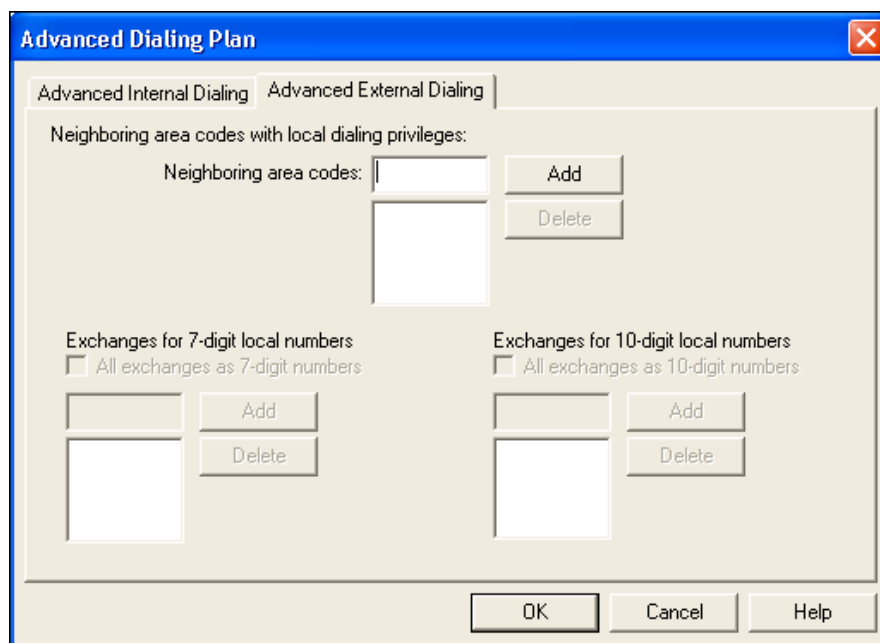 Advanced Dialing Plan
Advanced Internal Dialing
Advanced External Dialing
Neighboring area codes with local dialing privileges:
Neighboring area codes:
Add
Delete
Exchanges for 7-digit local numbers
All exchanges as 7-digit numbers
Add
Delete
Exchanges for 10-digit local numbers
All exchanges as 10-digit numbers
Add
Delete
OK
Cancel
Help